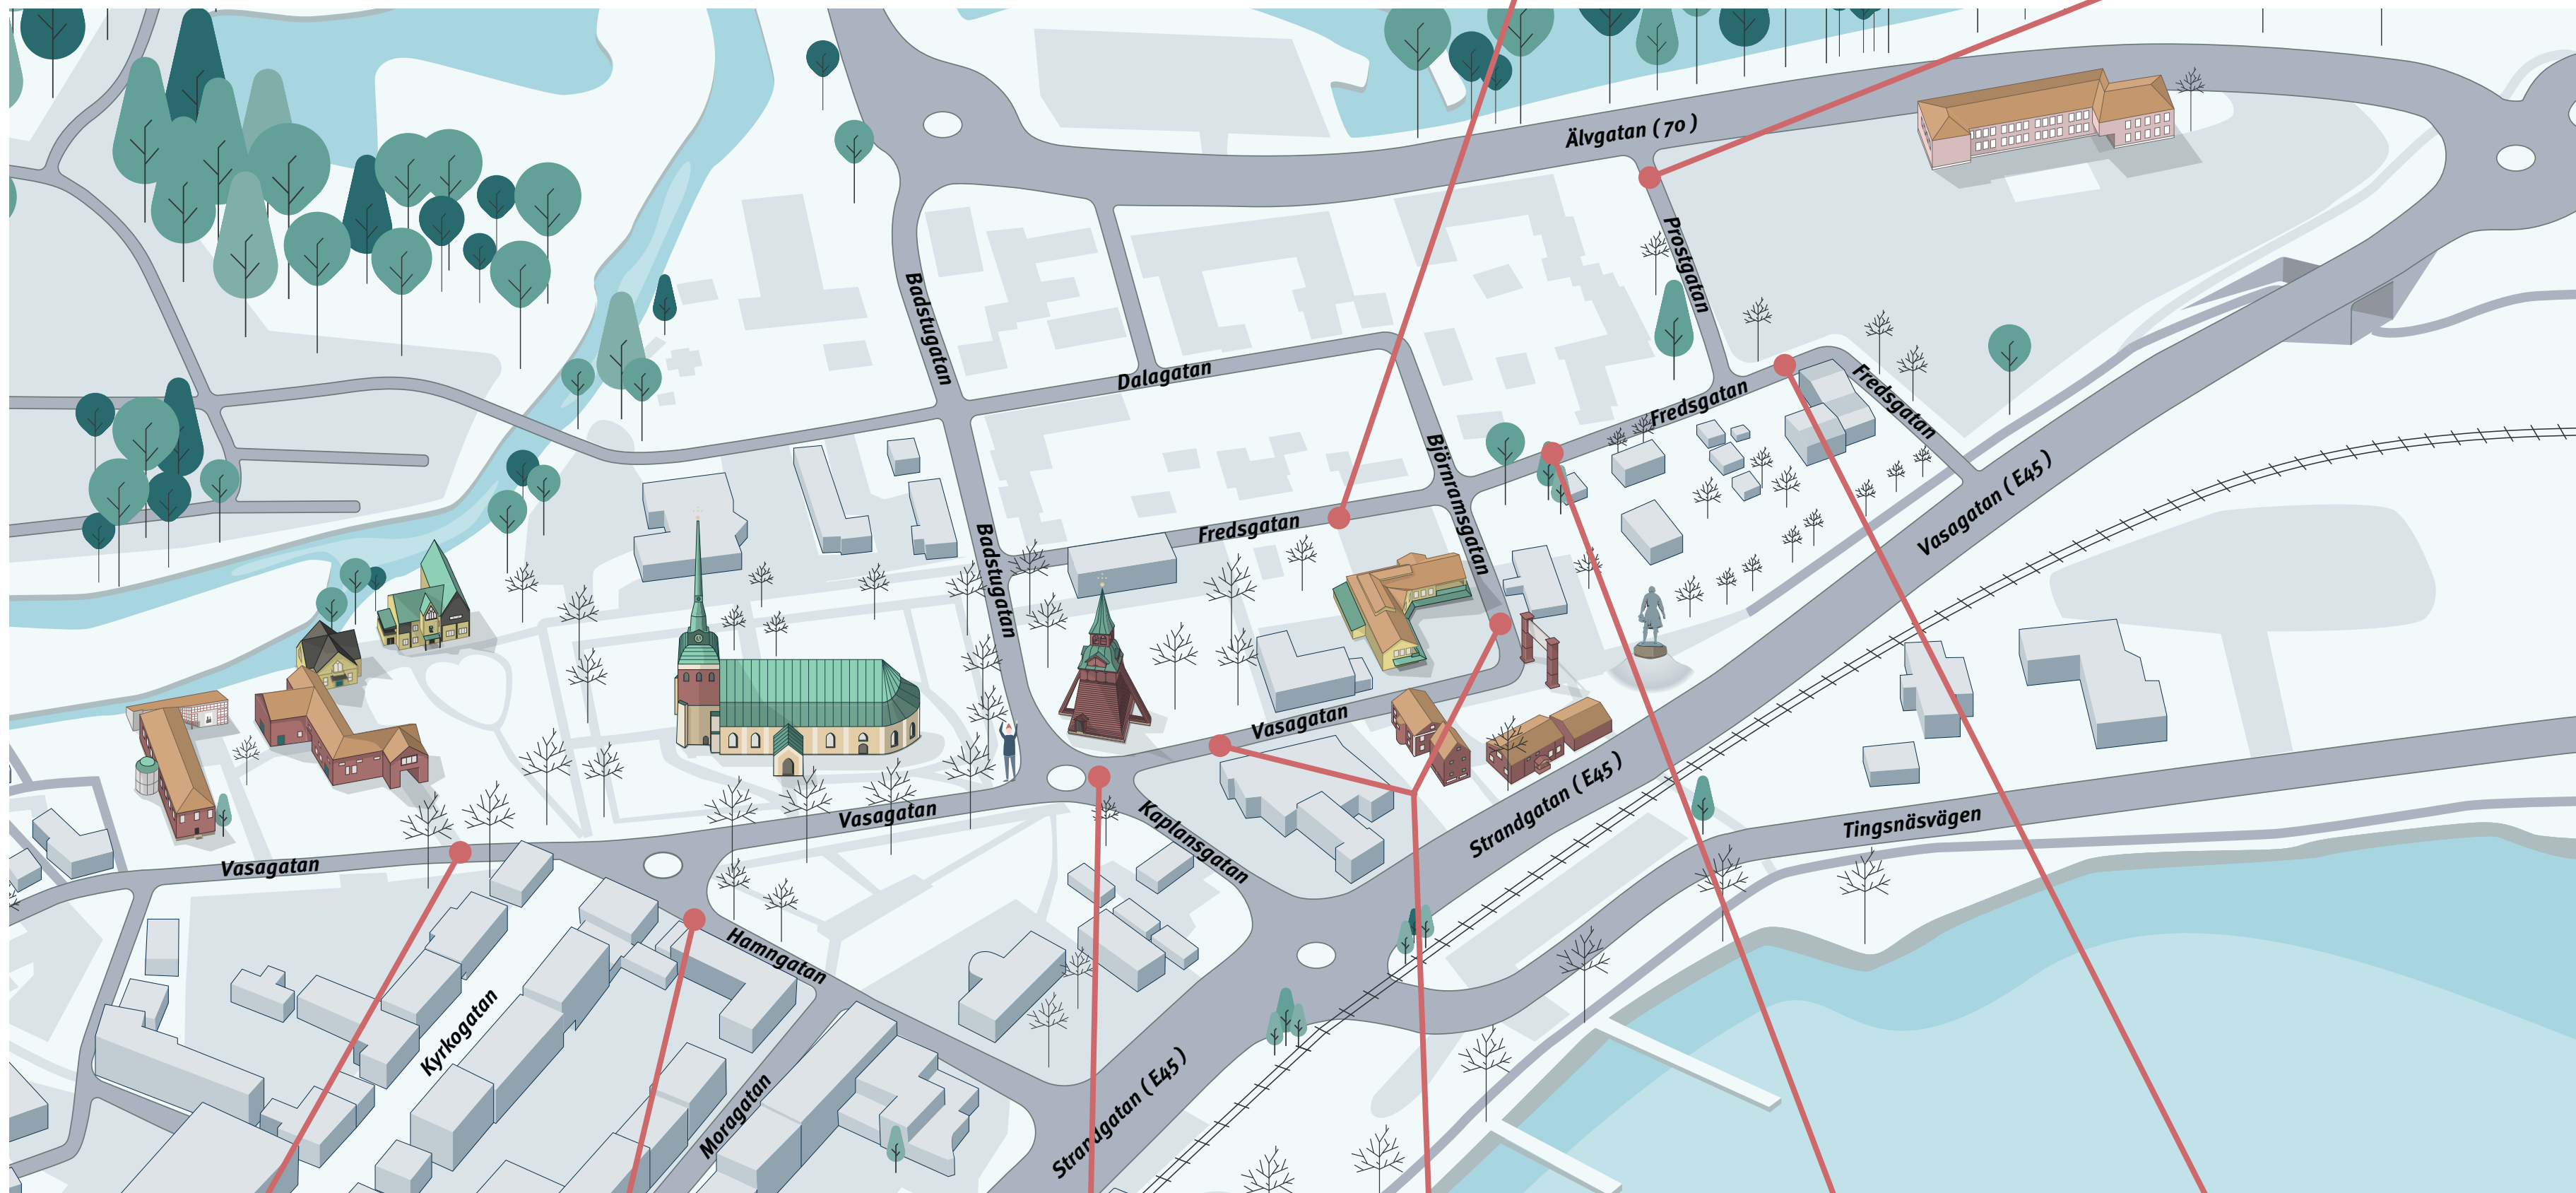 Älvgatan ( 70 )
Prostgatan
Badstugatan
Dalagatan
Fredsgatan
Fredsgatan
Björnramsgatan
Vasagatan ( E45 )
Fredsgatan
Badstugatan
Vasagatan
Strandgatan ( E45 )
Vasagatan
Kaplansgatan
Tingsnäsvägen
Vasagatan
Hamngatan
Kyrkogatan
Moragatan
Strandgatan ( E45 )